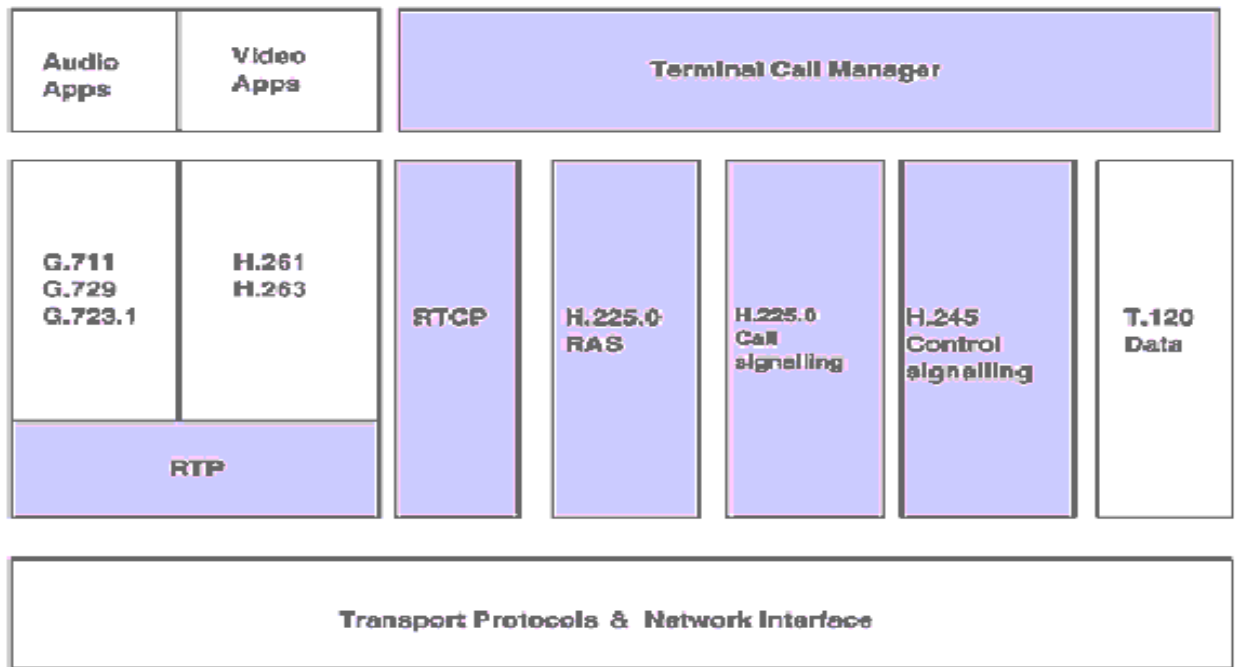 Audio
Apps
Video
Apps
Terminal Call Manager
G.711
G.729
G.723.1
H.261
H.263
RTP
RTCP
H.225.0
RAS
H.225.0
Call
signalling
H.245
Control
signalling
T.120
Data
Transport Protocols & Network Interface